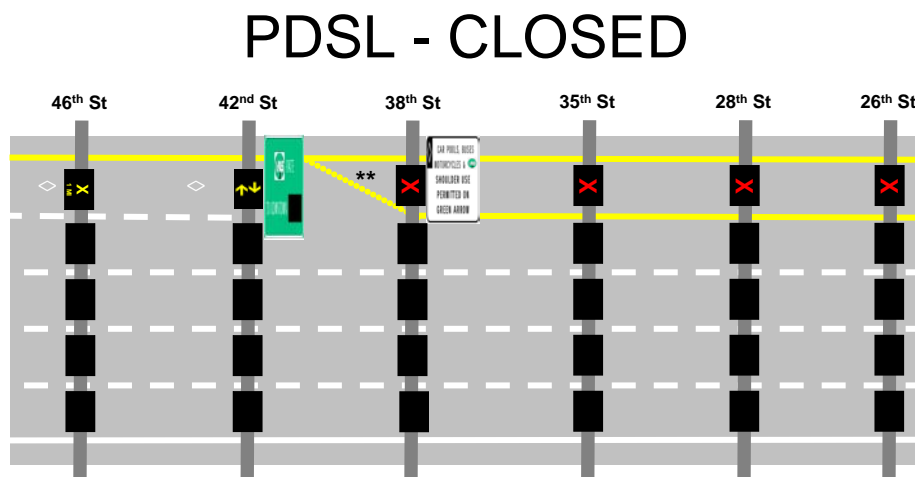 PDSL - CLOSED
46th St 42nd St 38th St 35th St 28th St 26th St
X X X X X
**
CAR POOLS, BUSES
MOTORCYCLES &
SHOULDER USE
PERMITTED ON
GREEN ARROW